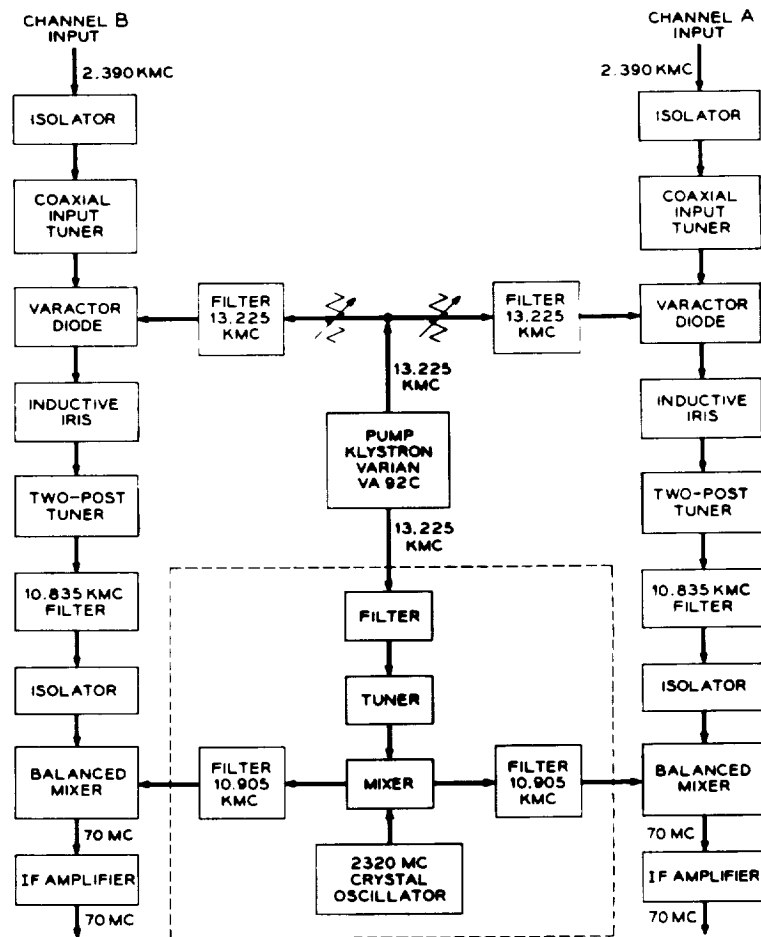 CHANNEL B
INPUT
2.390 KMC
ISOLATOR
COAXIAL
INPUT
TUNER
VARACTOR
DIODE
INDUCTIVE
IRIS
TWO-POST
TUNER
10.835 KMC
FILTER
ISOLATOR
BALANCED
MIXER
70 MC
IF AMPLIFIER
70 MC
FILTER
13.225
KMC
FILTER
13.225
KMC
13.225
KMC
PUMP
KLYSTRON
VARIAN
VA 92C
13.225
KMC
FILTER
TUNER
FILTER
10.905
KMC
MIXER
FILTER
10.905
KMC
2320 MC
CRYSTAL
OSCILLATOR
CHANNEL A
INPUT
2.390 KMC
ISOLATOR
COAXIAL
INPUT
TUNER
VARACTOR
DIODE
INDUCTIVE
IRIS
TWO-POST
TUNER
10.835 KMC
FILTER
ISOLATOR
BALANCED
MIXER
70 MC
IF AMPLIFIER
70 MC